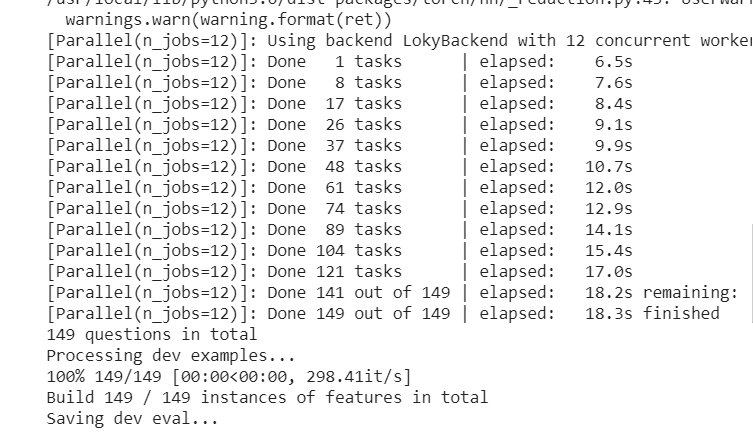 /usr/local/lib/python3.6/dist-packages/torch/nn/_reduction.py:43: UserWar
  warnings.warn(warning.format(ret))
[Parallel(n_jobs=12)]: Using backend LokyBackend with 12 concurrent worke
[Parallel(n_jobs=12)]: Done   1 tasks      | elapsed:    6.5s
[Parallel(n_jobs=12)]: Done   8 tasks      | elapsed:    7.6s
[Parallel(n_jobs=12)]: Done  17 tasks      | elapsed:    8.4s
[Parallel(n_jobs=12)]: Done  26 tasks      | elapsed:    9.1s
[Parallel(n_jobs=12)]: Done  37 tasks      | elapsed:    9.9s
[Parallel(n_jobs=12)]: Done  48 tasks      | elapsed:   10.7s
[Parallel(n_jobs=12)]: Done  61 tasks      | elapsed:   12.0s
[Parallel(n_jobs=12)]: Done  74 tasks      | elapsed:   12.9s
[Parallel(n_jobs=12)]: Done  89 tasks      | elapsed:   14.1s
[Parallel(n_jobs=12)]: Done 104 tasks      | elapsed:   15.4s
[Parallel(n_jobs=12)]: Done 121 tasks      | elapsed:   17.0s
[Parallel(n_jobs=12)]: Done 141 out of 149 | elapsed:   18.2s remaining:
[Parallel(n_jobs=12)]: Done 149 out of 149 | elapsed:   18.3s finished
149 questions in total
Processing dev examples...
100% 149/149 [00:00<00:00, 298.41it/s]
Build 149 / 149 instances of features in total
Saving dev eval...